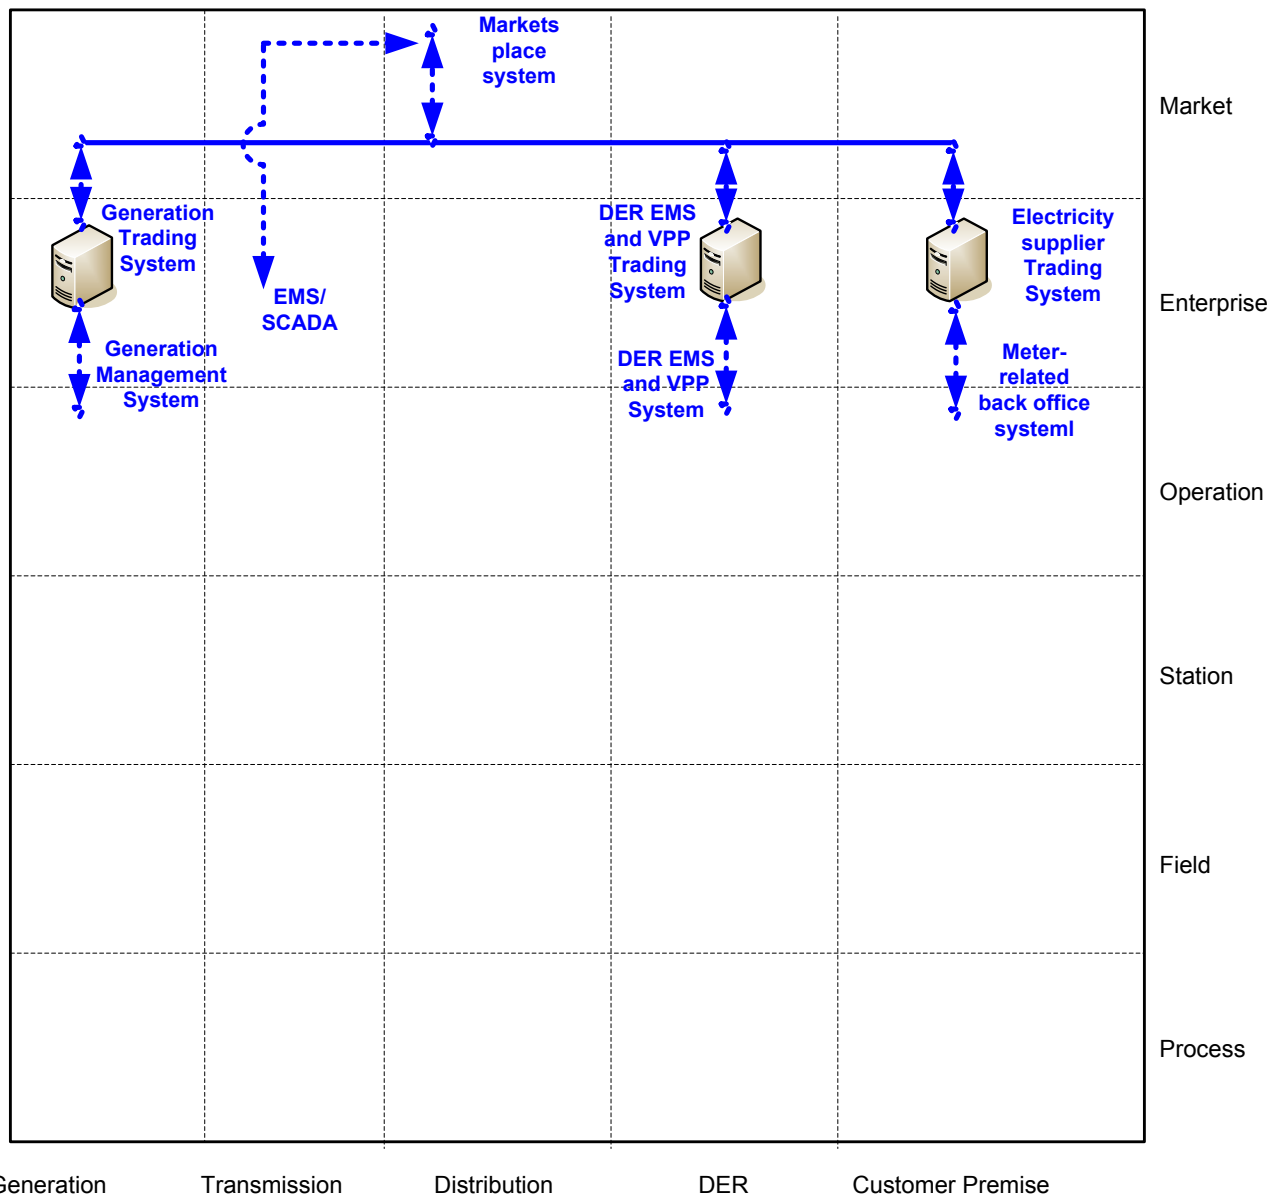 Markets
place
system
Market
Generation
Trading
System
EMS/
SCADA
DER EMS
and VPP
Trading
System
Electricity
supplier
Trading
System
Enterprise
Generation
Management
System
DER EMS
and VPP
System
Meter-
related
back office
systeml
Operation
Station
Field
Process
Generation
Transmission
Distribution
DER
Customer Premise